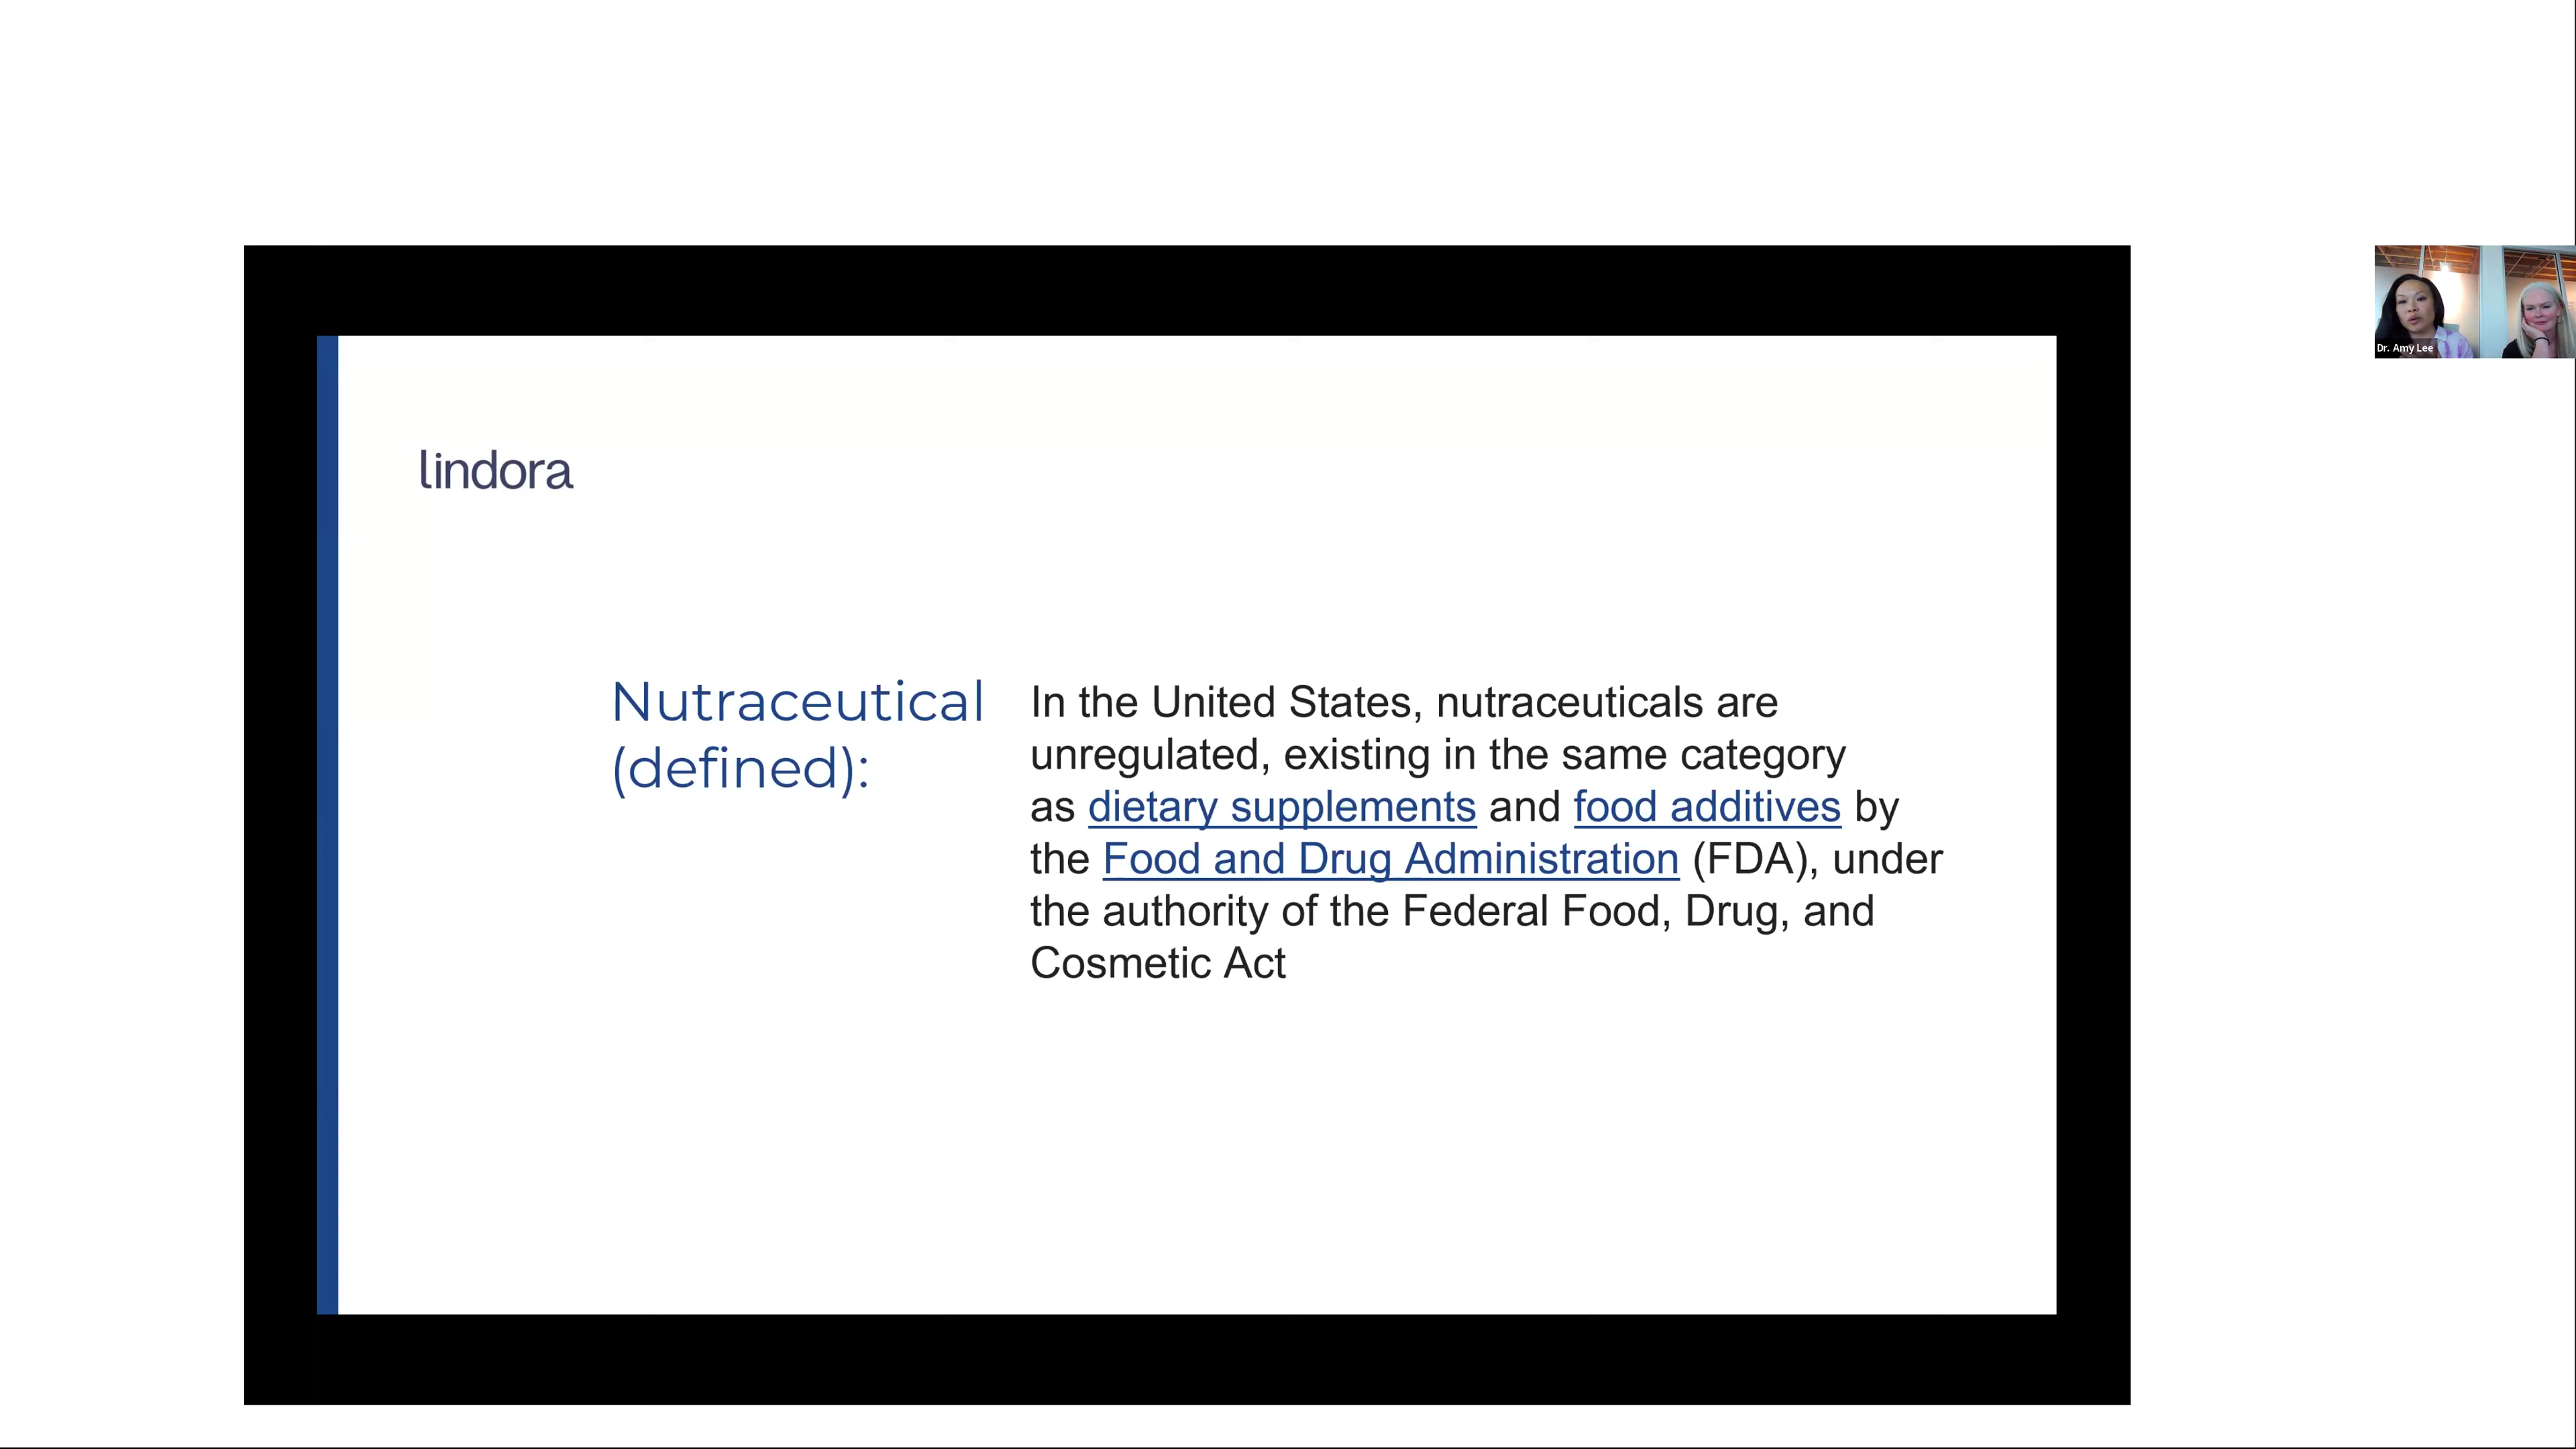 lindora
Nutraceutical
(defined):
In the United States, nutraceuticals are
unregulated, existing in the same category
as dietary supplements and food additives by
the Food and Drug Administration (FDA), under
the authority of the Federal Food, Drug, and
Cosmetic Act
Dr. Amy Lee